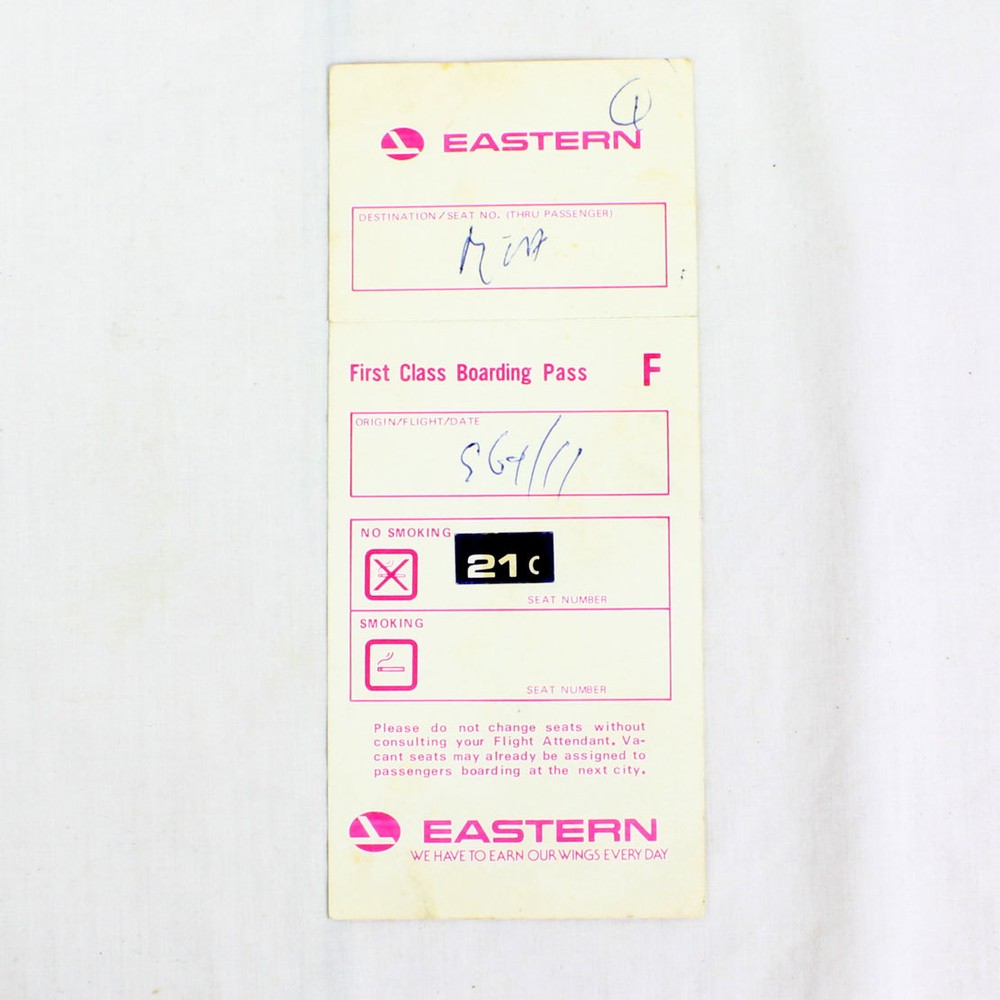 EASTERN
DESTINATION/SEAT NO. (THRU PASSENGER)
First Class Boarding Pass F
ORIGIN/FLIGHT/DATE
964/11
NO SMOKING
21C
SEAT NUMBER
SMOKING
SEAT NUMBER
Please do not change seats without
consulting your Flight Attendant. Va-
cant seats may already be assigned to
passengers boarding at the next city.
EASTERN
WE HAVE TO EARN OUR WINGS EVERY DAY